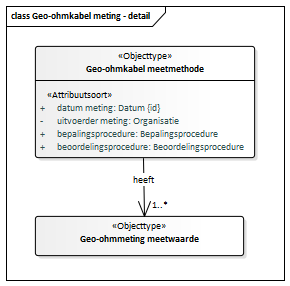 class Geo-ohmkabel meting - detail
«Objecttype»
Geo-ohmkabel meetmethode
«Attribuutsoort»
+ datum meting: Datum {id}
- uitvoerder meting: Organisatie
+ bepalingsprocedure: Bepalingsprocedure
+ beoordelingsprocedure: Beoordelingsprocedure
heeft
1..*
«Objecttype»
Geo-ohmmeting meetwaarde